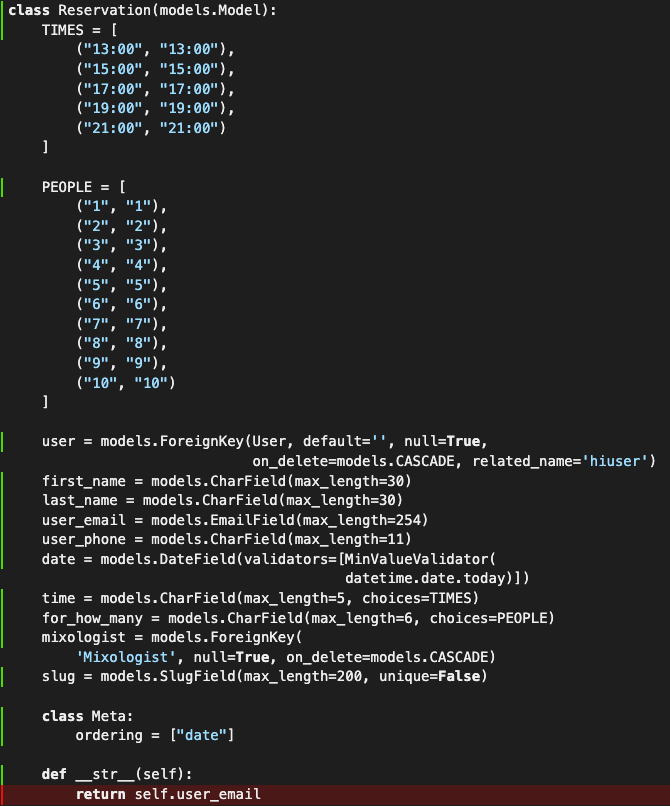 class Reservation(models.Model):
    TIMES = [
        ("13:00", "13:00"),
        ("15:00", "15:00"),
        ("17:00", "17:00"),
        ("19:00", "19:00"),
        ("21:00", "21:00")
    ]

    PEOPLE = [
        ("1", "1"),
        ("2", "2"),
        ("3", "3"),
        ("4", "4"),
        ("5", "5"),
        ("6", "6"),
        ("7", "7"),
        ("8", "8"),
        ("9", "9"),
        ("10", "10")
    ]

    user = models.ForeignKey(User, default='', null=True,
                             on_delete=models.CASCADE, related_name='hiuser')
    first_name = models.CharField(max_length=30)
    last_name = models.CharField(max_length=30)
    user_email = models.EmailField(max_length=254)
    user_phone = models.CharField(max_length=11)
    date = models.DateField(validators=[MinValueValidator(
                                        datetime.date.today)])
    time = models.CharField(max_length=5, choices=TIMES)
    for_how_many = models.CharField(max_length=6, choices=PEOPLE)
    mixologist = models.ForeignKey(
        'Mixologist', null=True, on_delete=models.CASCADE)
    slug = models.SlugField(max_length=200, unique=False)

    class Meta:
        ordering = ["date"]

    def __str__(self):
        return self.user_email